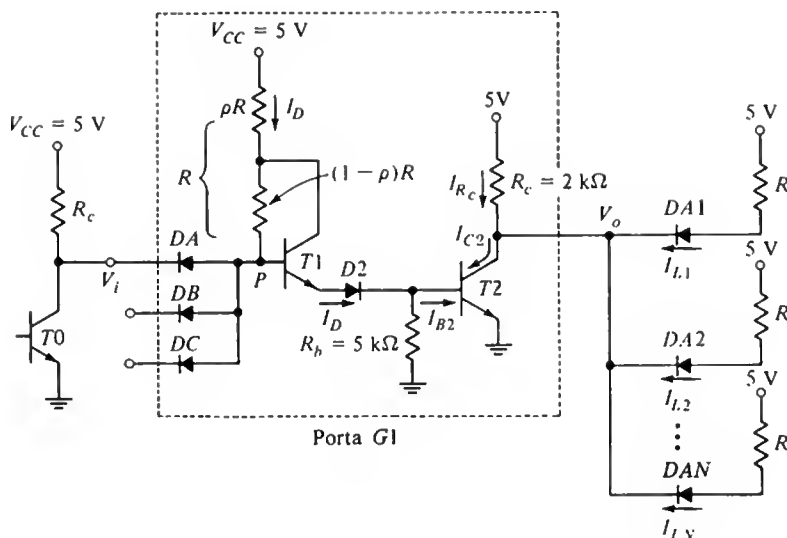 V_CC = 5 V
ρR
I_D
R
(1 − ρ)R
V_CC = 5 V
R_c
V_i
T0
DA
DB
DC
P
T1
D2
I_D
R_b = 5 kΩ
I_B2
5V
I_Rc
R_c = 2 kΩ
I_C2
T2
V_o
5 V
R
DA1
I_L1
5 V
R
DA2
I_L2
5 V
R
DAN
I_LN
Porta G1